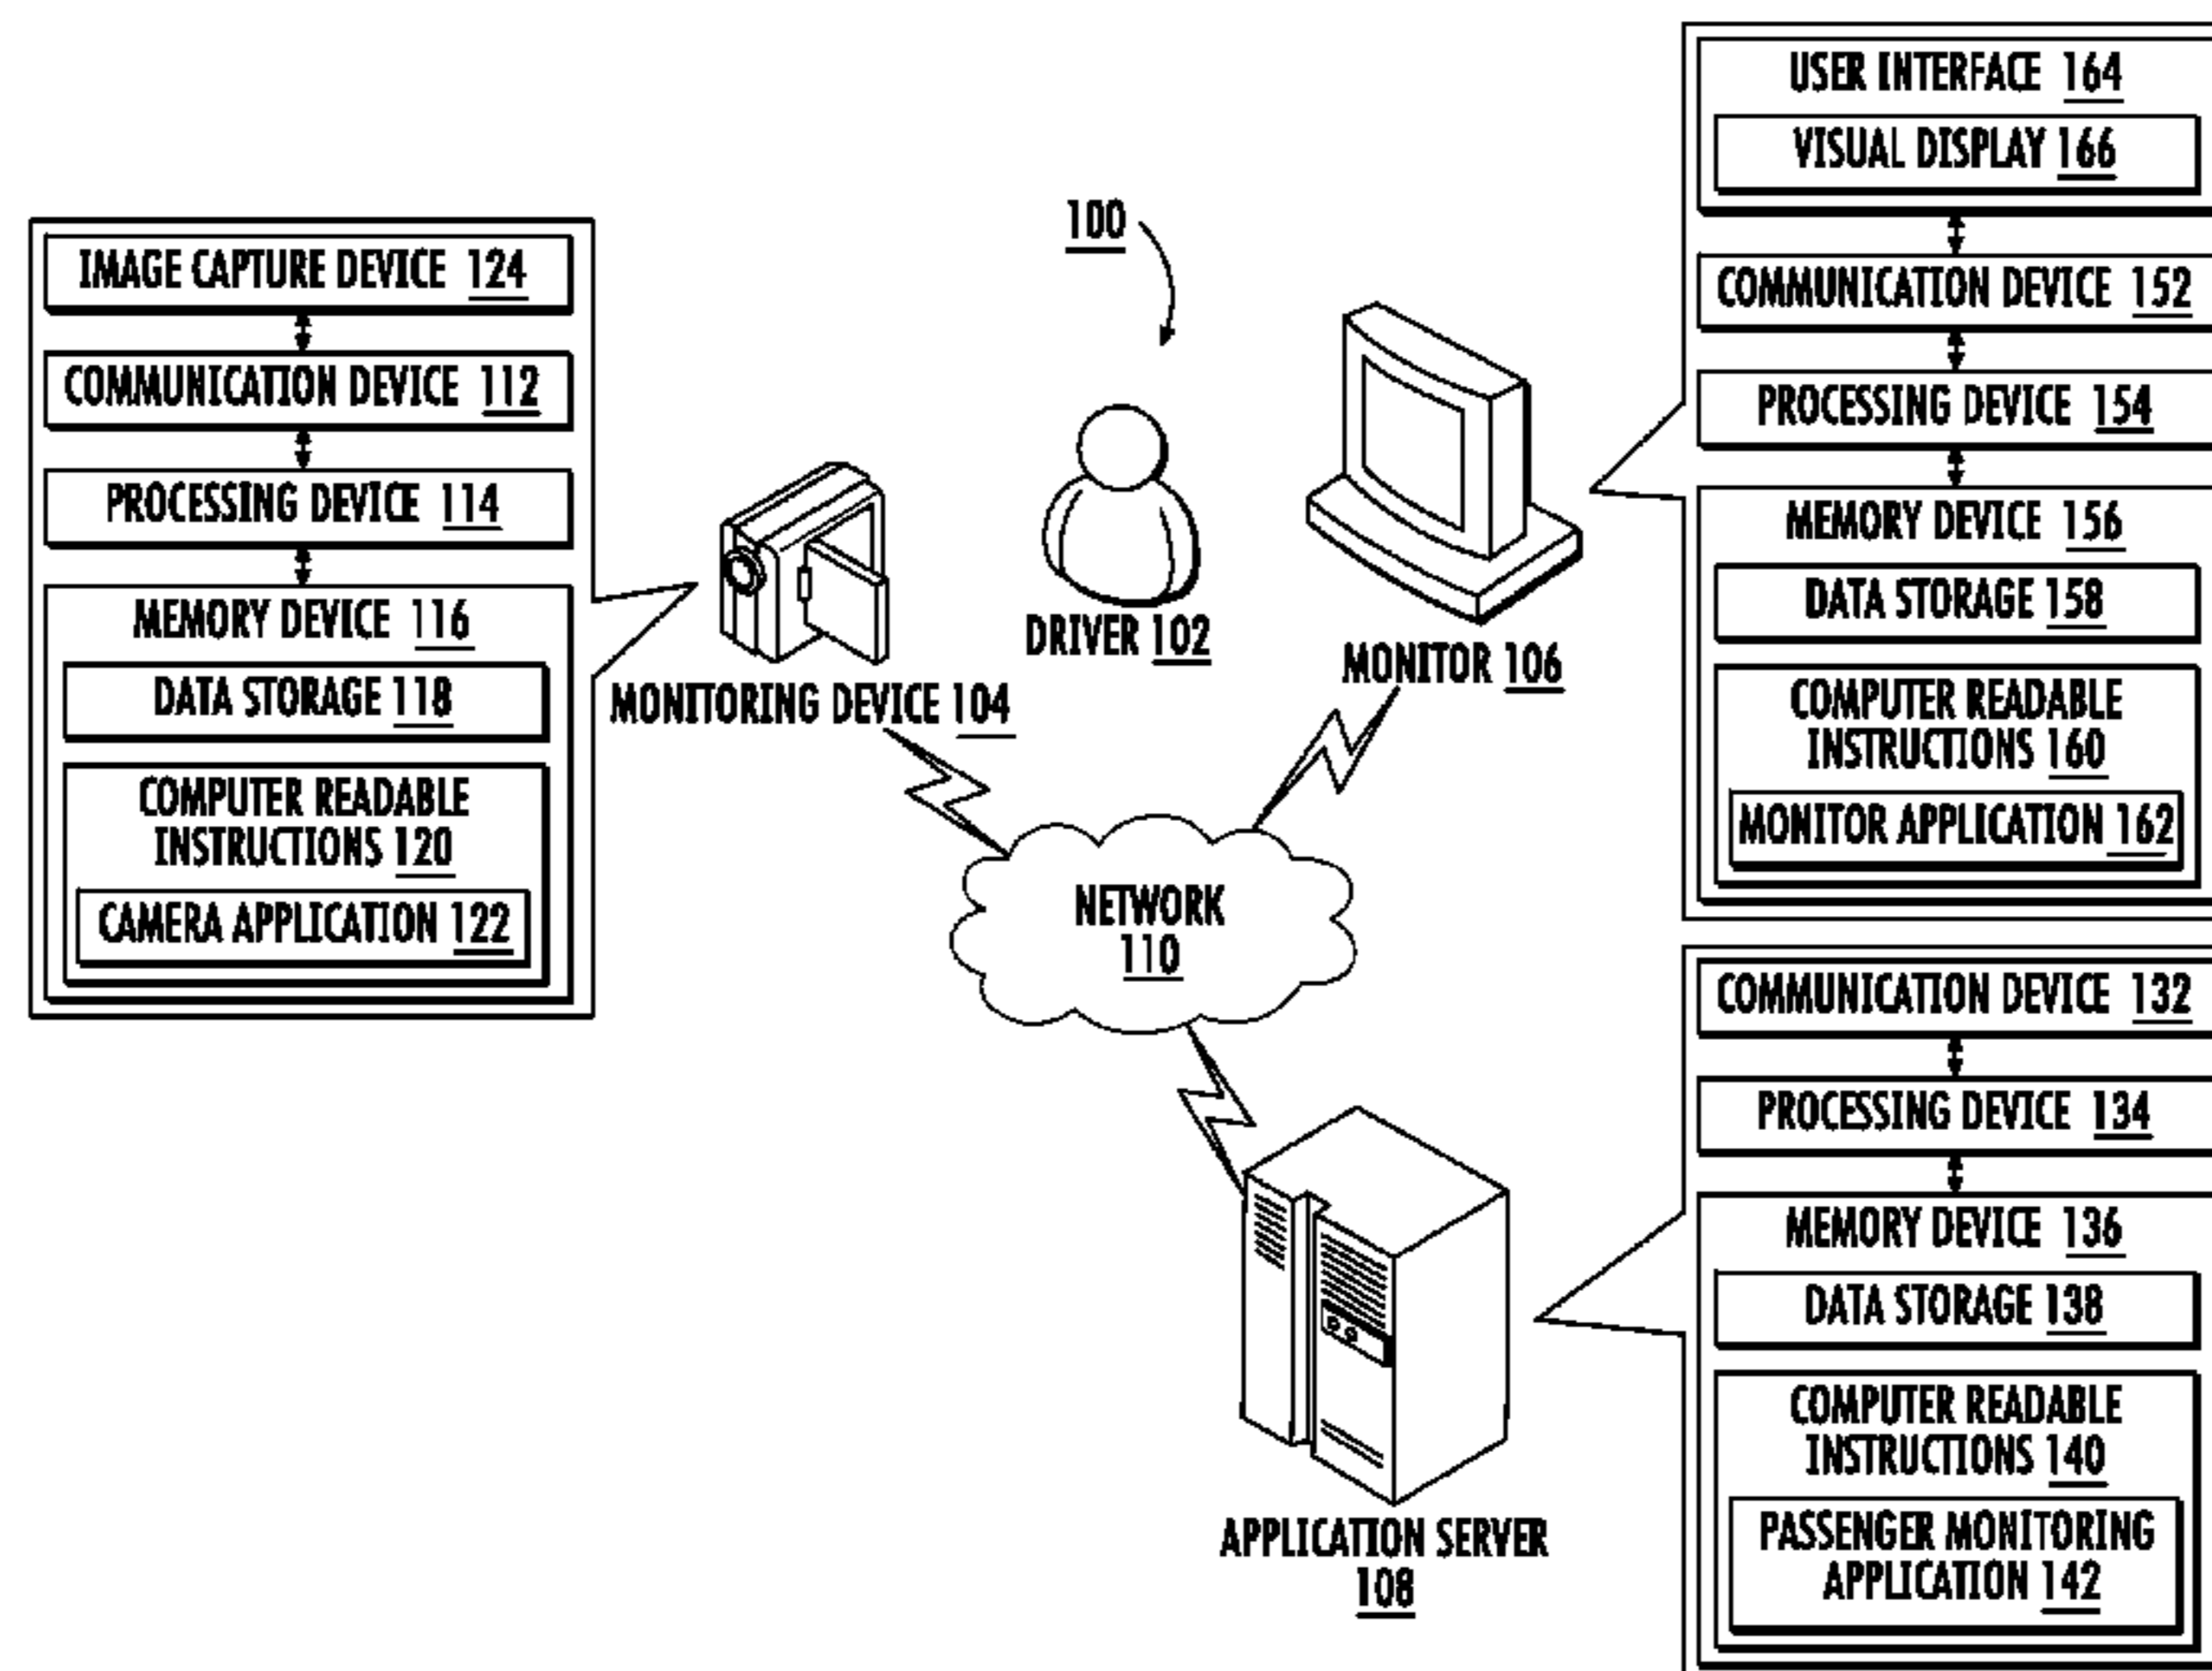 100
IMAGE CAPTURE DEVICE 124
COMMUNICATION DEVICE 112
PROCESSING DEVICE 114
MEMORY DEVICE 116
DATA STORAGE 118
COMPUTER READABLE
INSTRUCTIONS 120
CAMERA APPLICATION 122
MONITORING DEVICE 104
DRIVER 102
MONITOR 106
NETWORK
110
APPLICATION SERVER
108
USER INTERFACE 164
VISUAL DISPLAY 166
COMMUNICATION DEVICE 152
PROCESSING DEVICE 154
MEMORY DEVICE 156
DATA STORAGE 158
COMPUTER READABLE
INSTRUCTIONS 160
MONITOR APPLICATION 162
COMMUNICATION DEVICE 132
PROCESSING DEVICE 134
MEMORY DEVICE 136
DATA STORAGE 138
COMPUTER READABLE
INSTRUCTIONS 140
PASSENGER MONITORING
APPLICATION 142